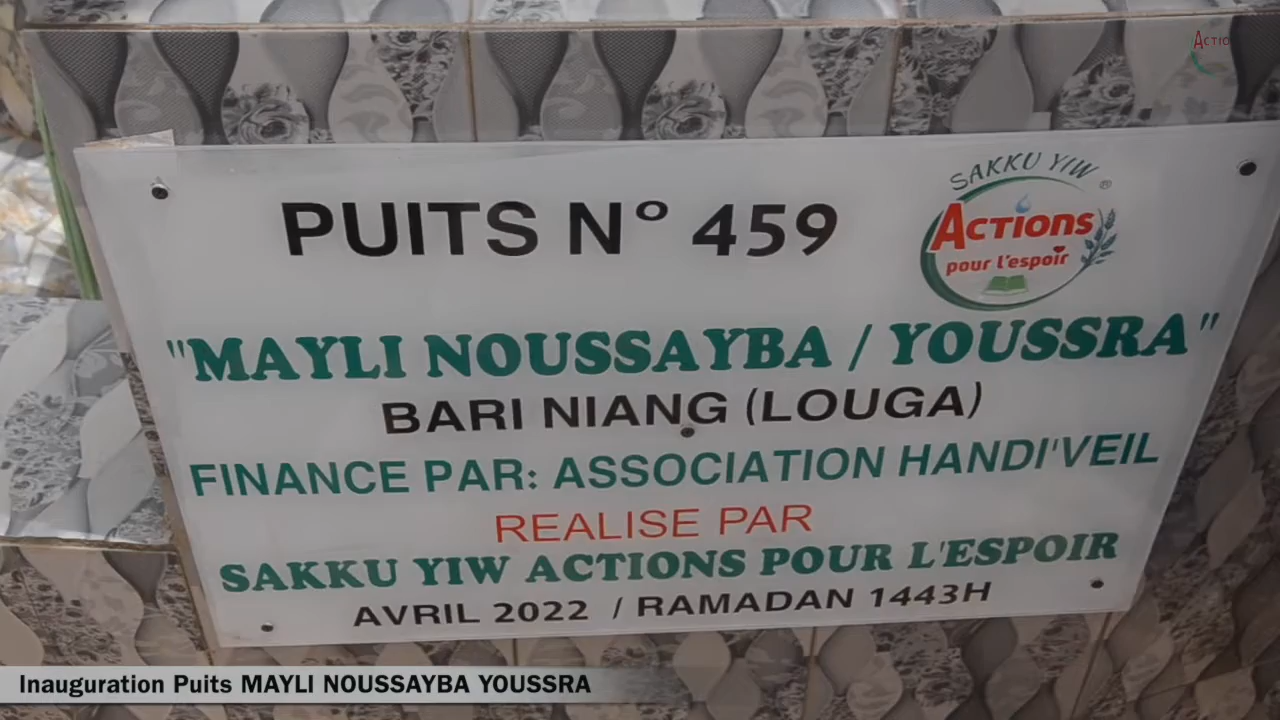 PUITS N° 459
SAKKU YIW ®
ACTIONS
pour l'espoir
"MAYLI NOUSSAYBA / YOUSSRA"
BARI NIANG (LOUGA)
FINANCE PAR: ASSOCIATION HANDI'VEIL
REALISE PAR
SAKKU YIW ACTIONS POUR L'ESPOIR
AVRIL 2022 / RAMADAN 1443H
Inauguration Puits MAYLI NOUSSAYBA YOUSSRA